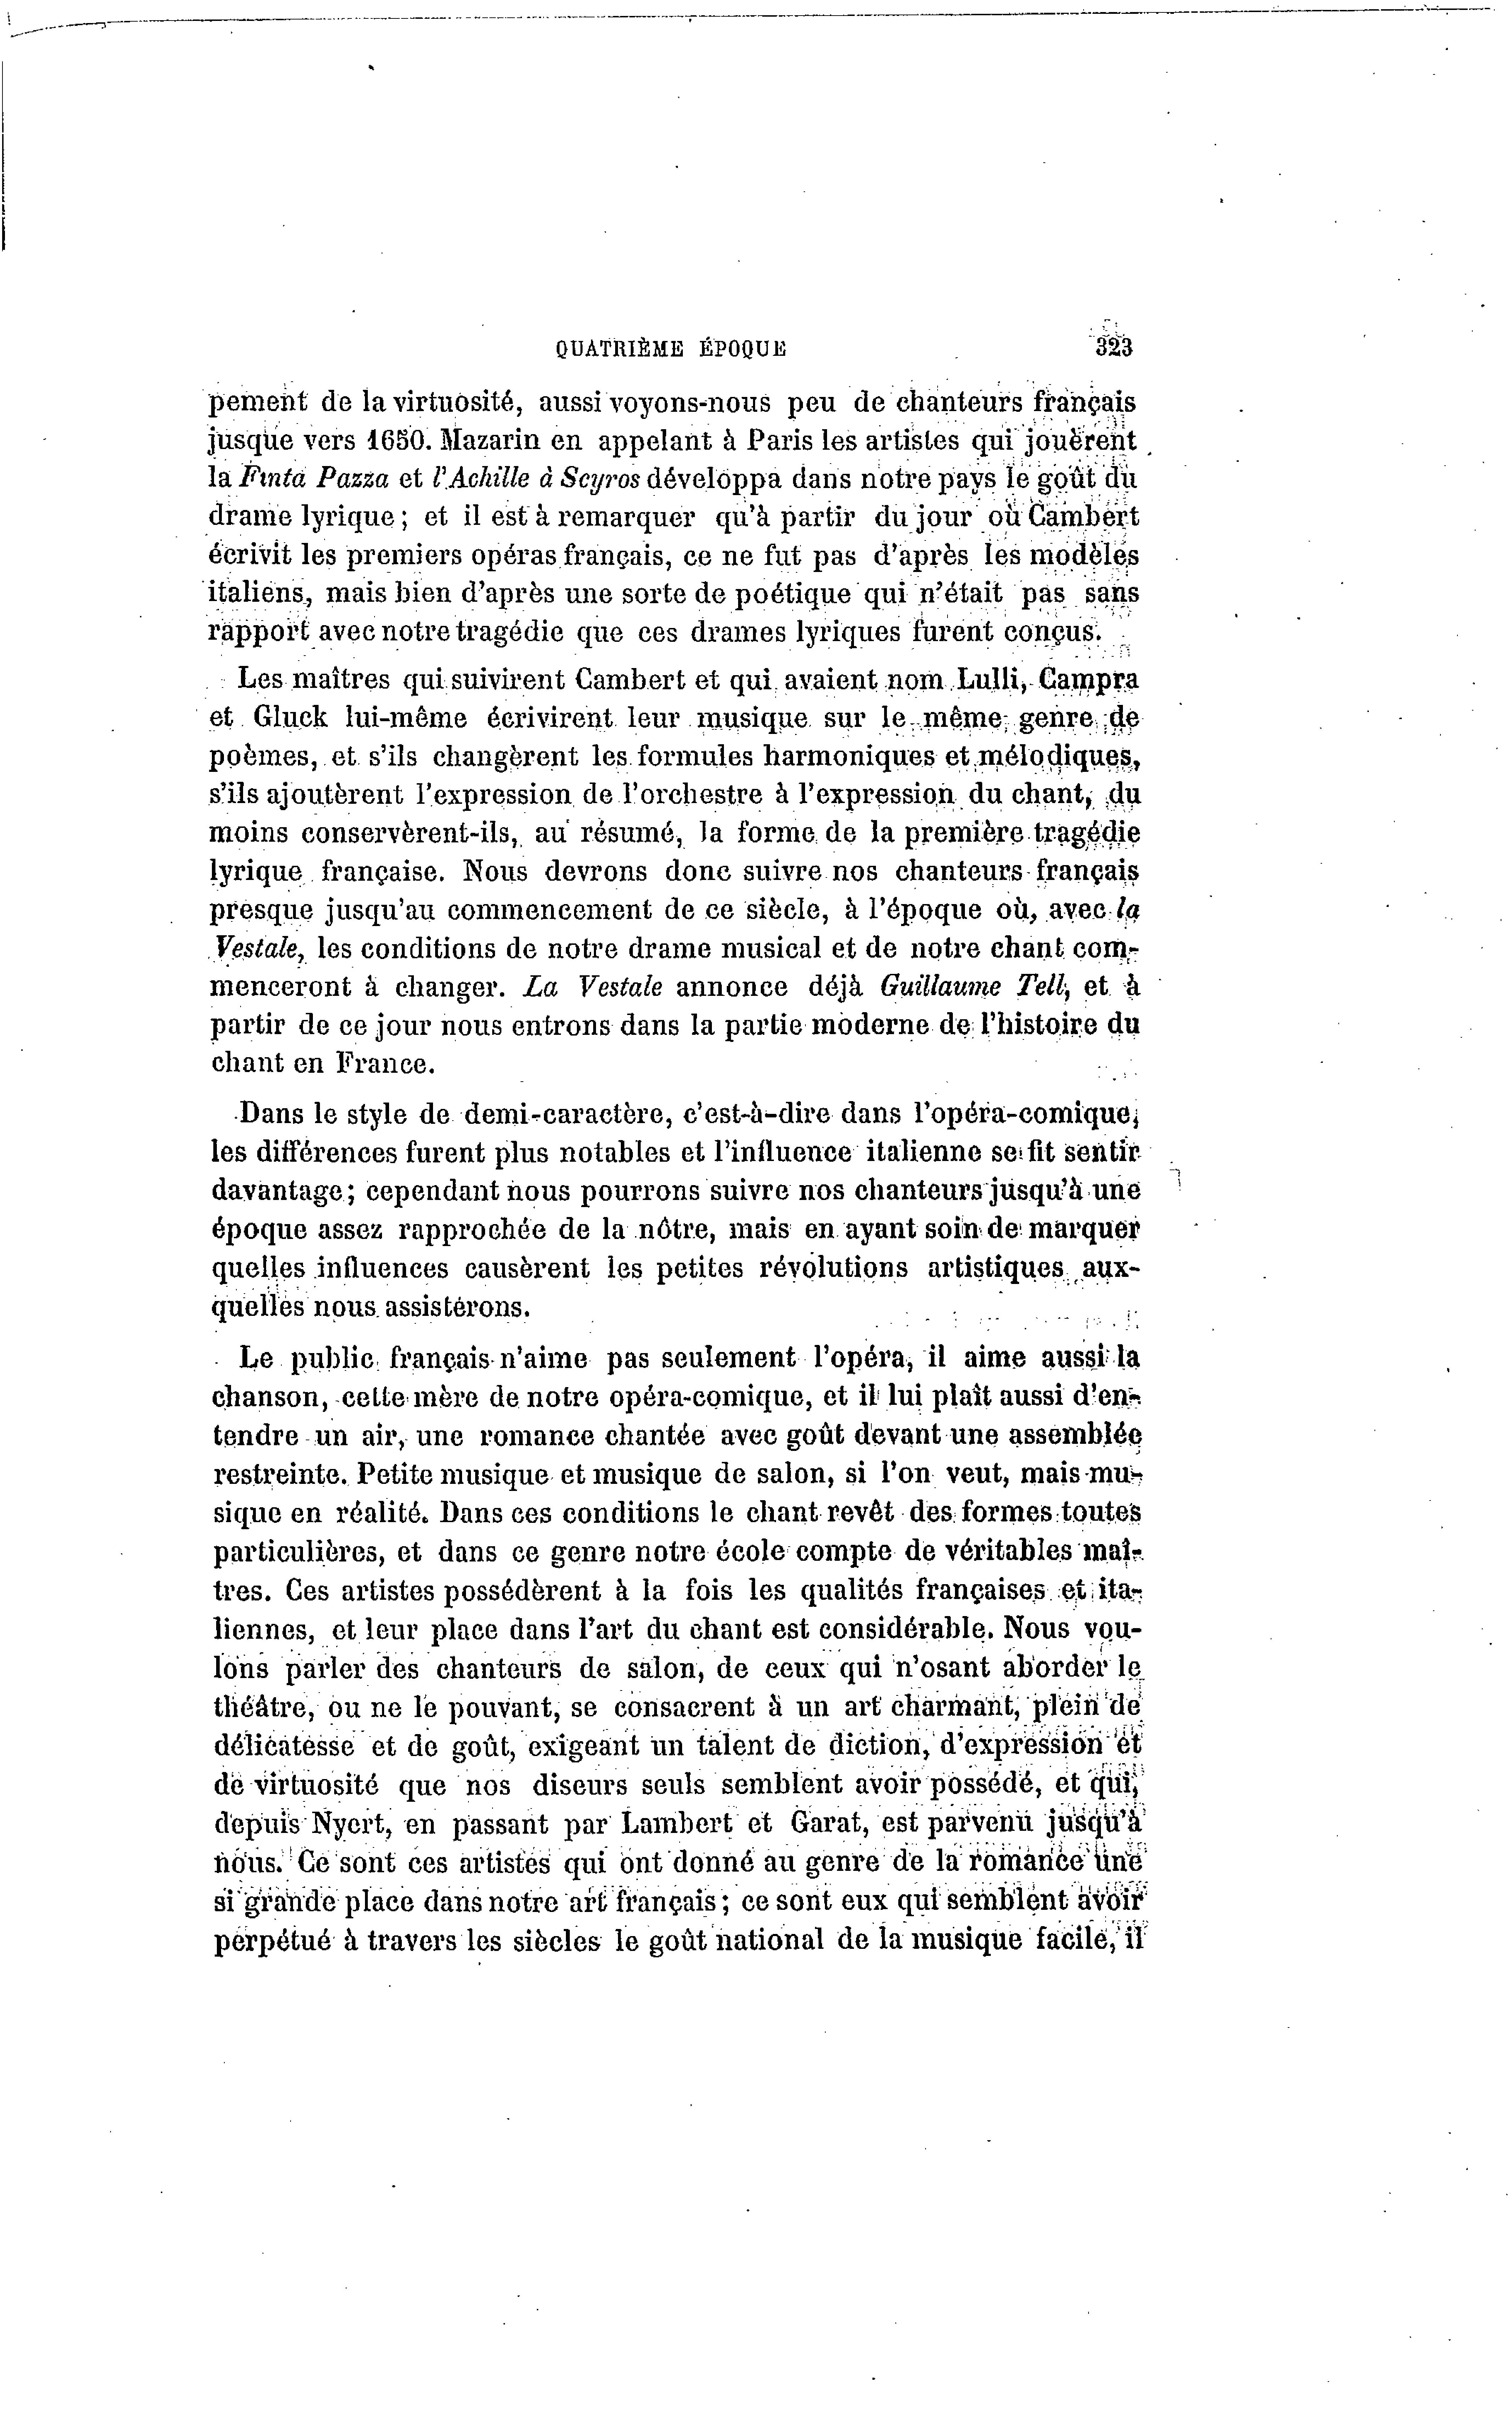 QUATRIÈME ÉPOQUE 323
pement de la virtuosité, aussi voyons-nous peu de chanteurs français
jusque vers 1650. Mazarin en appelant à Paris les artistes qui jouèrent
la Finta Pazza et l'Achille à Scyros développa dans notre pays le goût du
drame lyrique; et il est à remarquer qu'à partir du jour où Cambert
écrivit les premiers opéras français, ce ne fut pas d'après les modèles
italiens, mais bien d'après une sorte de poétique qui n'était pas sans
rapport avec notre tragédie que ces drames lyriques furent conçus.
Les maîtres qui suivirent Cambert et qui avaient nom Lulli, Campra
et Gluck lui-même écrivirent leur musique sur le même genre de
poèmes, et s'ils changèrent les formules harmoniques et mélodiques,
s'ils ajoutèrent l'expression de l'orchestre à l'expression du chant, du
moins conservèrent-ils, au résumé, la forme de la première tragédie
lyrique française. Nous devrons donc suivre nos chanteurs français
presque jusqu'au commencement de ce siècle, à l'époque où, avec la
Vestale, les conditions de notre drame musical et de notre chant com-
menceront à changer. La Vestale annonce déjà Guillaume Tell, et à
partir de ce jour nous entrons dans la partie moderne de l'histoire du
chant en France.
Dans le style de demi-caractère, c'est-à-dire dans l'opéra-comique,
les différences furent plus notables et l'influence italienne se fit sentir
davantage; cependant nous pourrons suivre nos chanteurs jusqu'à une
époque assez rapprochée de la nôtre, mais en ayant soin de marquer
quelles influences causèrent les petites révolutions artistiques aux-
quelles nous assisterons.
Le public français n'aime pas seulement l'opéra, il aime aussi la
chanson, cette mère de notre opéra-comique, et il lui plaît aussi d'en-
tendre un air, une romance chantée avec goût devant une assemblée
restreinte. Petite musique et musique de salon, si l'on veut, mais mu-
sique en réalité. Dans ces conditions le chant revêt des formes toutes
particulières, et dans ce genre notre école compte de véritables maî-
tres. Ces artistes possédèrent à la fois les qualités françaises et ita-
liennes, et leur place dans l'art du chant est considérable. Nous vou-
lons parler des chanteurs de salon, de ceux qui n'osant aborder le
théâtre, ou ne le pouvant, se consacrent à un art charmant, plein de
délicatesse et de goût, exigeant un talent de diction, d'expression et
de virtuosité que nos diseurs seuls semblent avoir possédé, et qui,
depuis Nyert, en passant par Lambert et Garat, est parvenu jusqu'à
nous. Ce sont ces artistes qui ont donné au genre de la romance une
si grande place dans notre art français; ce sont eux qui semblent avoir
perpétué à travers les siècles le goût national de la musique facile, il